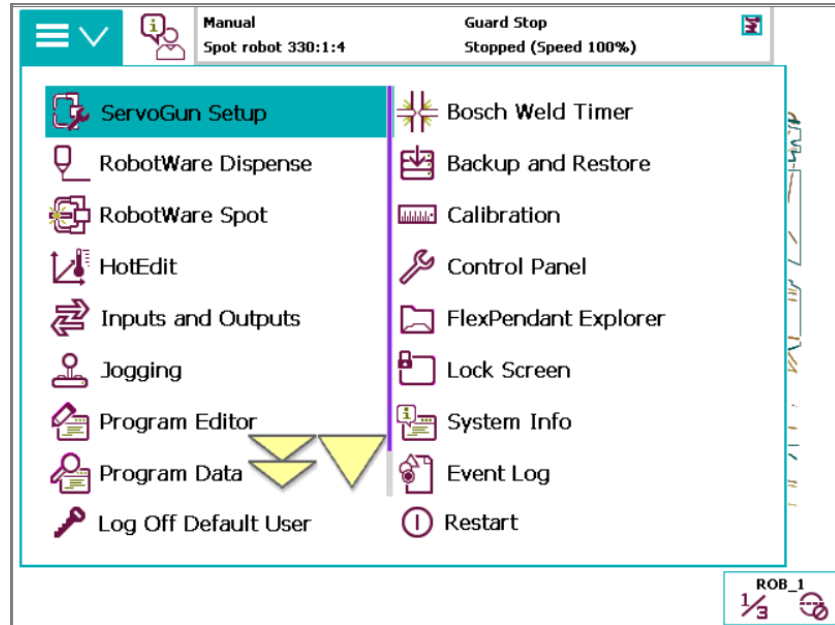 Manual
Spot robot 330:1:4
Guard Stop
Stopped (Speed 100%)
ServoGun Setup
RobotWare Dispense
RobotWare Spot
HotEdit
Inputs and Outputs
Jogging
Program Editor
Program Data
Log Off Default User
Bosch Weld Timer
Backup and Restore
Calibration
Control Panel
FlexPendant Explorer
Lock Screen
System Info
Event Log
Restart
ROB_1
1/3